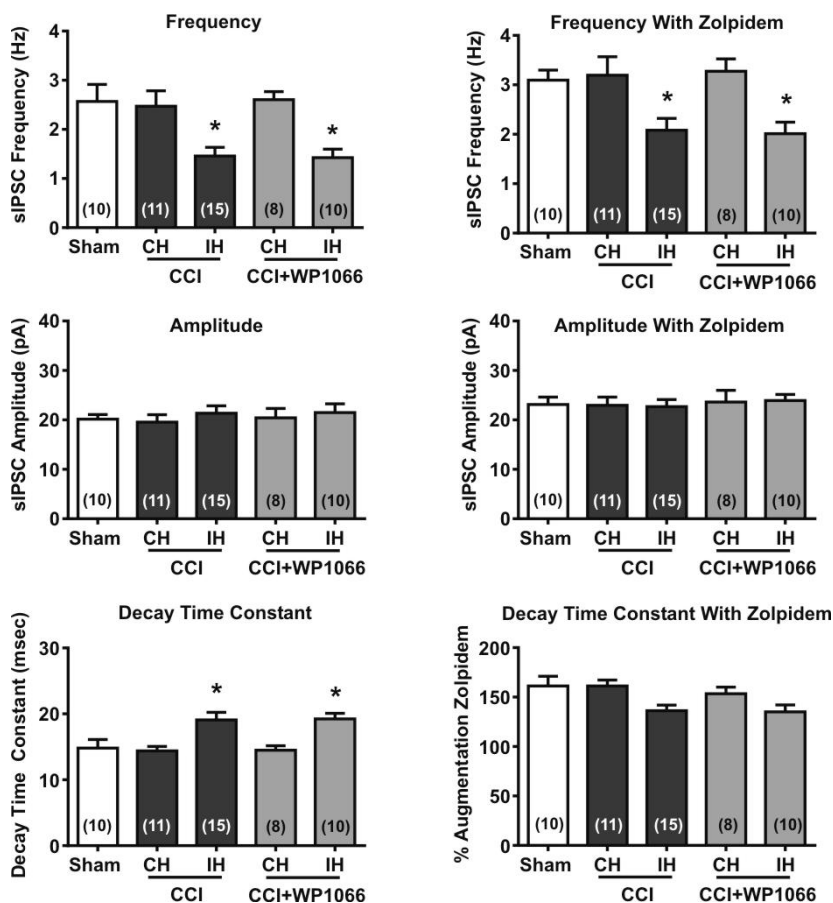 Frequency
sIPSC Frequency (Hz)
4
3
2
1
0
* *
(10) (11) (15) (8) (10)
Sham CH IH CH IH
CCI CCI+WP1066
Frequency With Zolpidem
sIPSC Frequency (Hz)
4
3
2
1
0
* *
(10) (11) (15) (8) (10)
Sham CH IH CH IH
CCI CCI+WP1066
Amplitude
sIPSC Amplitude (pA)
40
30
20
10
0
(10) (11) (15) (8) (10)
Sham CH IH CH IH
CCI CCI+WP1066
Amplitude With Zolpidem
sIPSC Amplitude (pA)
40
30
20
10
0
(10) (11) (15) (8) (10)
Sham CH IH CH IH
CCI CCI+WP1066
Decay Time Constant
Decay Time Constant (msec)
30
20
10
0
* *
(10) (11) (15) (8) (10)
Sham CH IH CH IH
CCI CCI+WP1066
Decay Time Constant With Zolpidem
% Augmentation Zolpidem
200
150
100
50
0
(10) (11) (15) (8) (10)
Sham CH IH CH IH
CCI CCI+WP1066